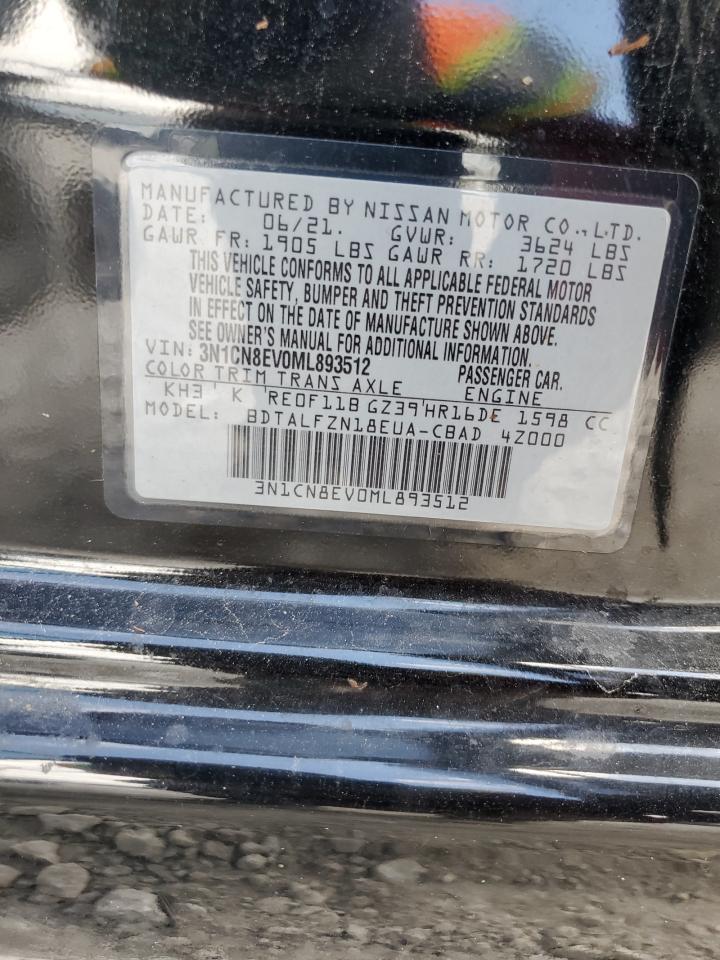 MANUFACTURED BY NISSAN MOTOR CO., LTD.
DATE: 06/21. GVWR: 3624 LBS
GAWR FR: 1905 LBS GAWR RR: 1720 LBS
THIS VEHICLE CONFORMS TO ALL APPLICABLE FEDERAL MOTOR
VEHICLE SAFETY, BUMPER AND THEFT PREVENTION STANDARDS
IN EFFECT ON THE DATE OF MANUFACTURE SHOWN ABOVE.
SEE OWNER'S MANUAL FOR ADDITIONAL INFORMATION.
VIN: 3N1CN8EV0ML893512 PASSENGER CAR.
COLOR TRIM TRANS AXLE ENGINE
KH3 ' K 'RE0F11B GZ39'HR16DE 1598 CC
MODEL: BDTALFZN18EUA-CBAD 4Z000
3N1CN8EV0ML893512